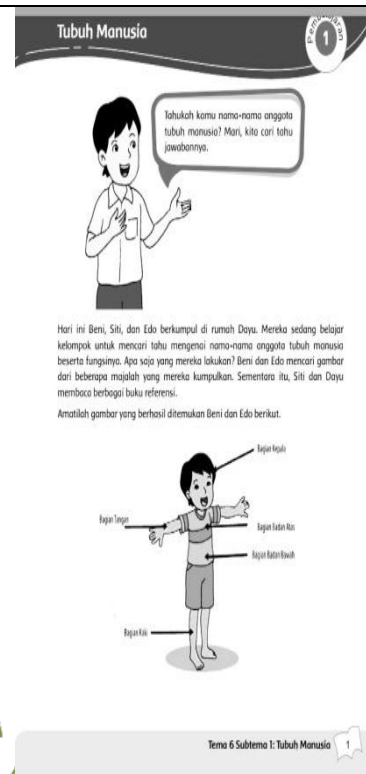 Tubuh Manusia
Pembelajaran
1
Tahukah kamu nama-nama anggota
tubuh manusia? Mari, kita cari tahu
jawabannya.
Hari ini Beni, Siti, dan Edo berkumpul di rumah Dayu. Mereka sedang belajar
kelompok untuk mencari tahu mengenai nama-nama anggota tubuh manusia
beserta fungsinya. Apa saja yang mereka lakukan? Beni dan Edo mencari gambar
dari beberapa majalah yang mereka kumpulkan. Sementara itu, Siti dan Dayu
membaca berbagai buku referensi.
Amatilah gambar yang berhasil ditemukan Beni dan Edo berikut.
Bagian Kepala
Bagian Tangan
Bagian Badan Atas
Bagian Badan Bawah
Bagian Kaki
Tema 6 Subtema 1: Tubuh Manusia
1